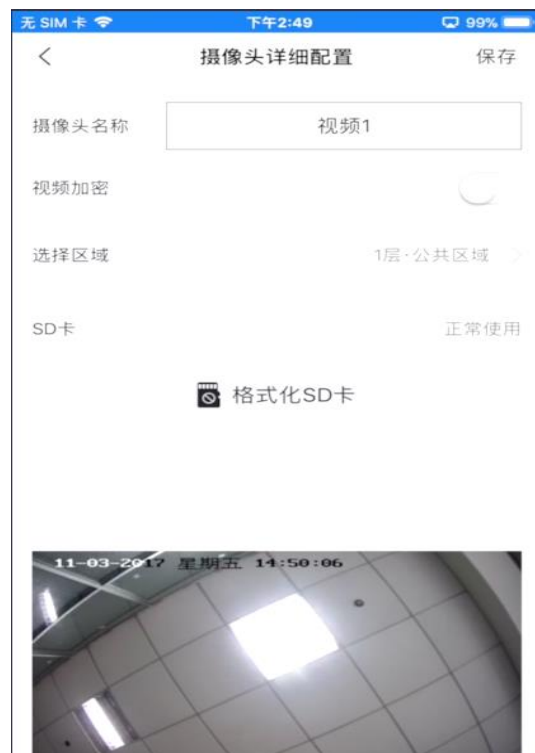 无 SIM 卡 下午2:49 99%
摄像头详细配置 保存
摄像头名称 视频1
视频加密
选择区域 1层·公共区域
SD卡 正常使用
格式化SD卡
11-03-2017 星期五 14:50:06